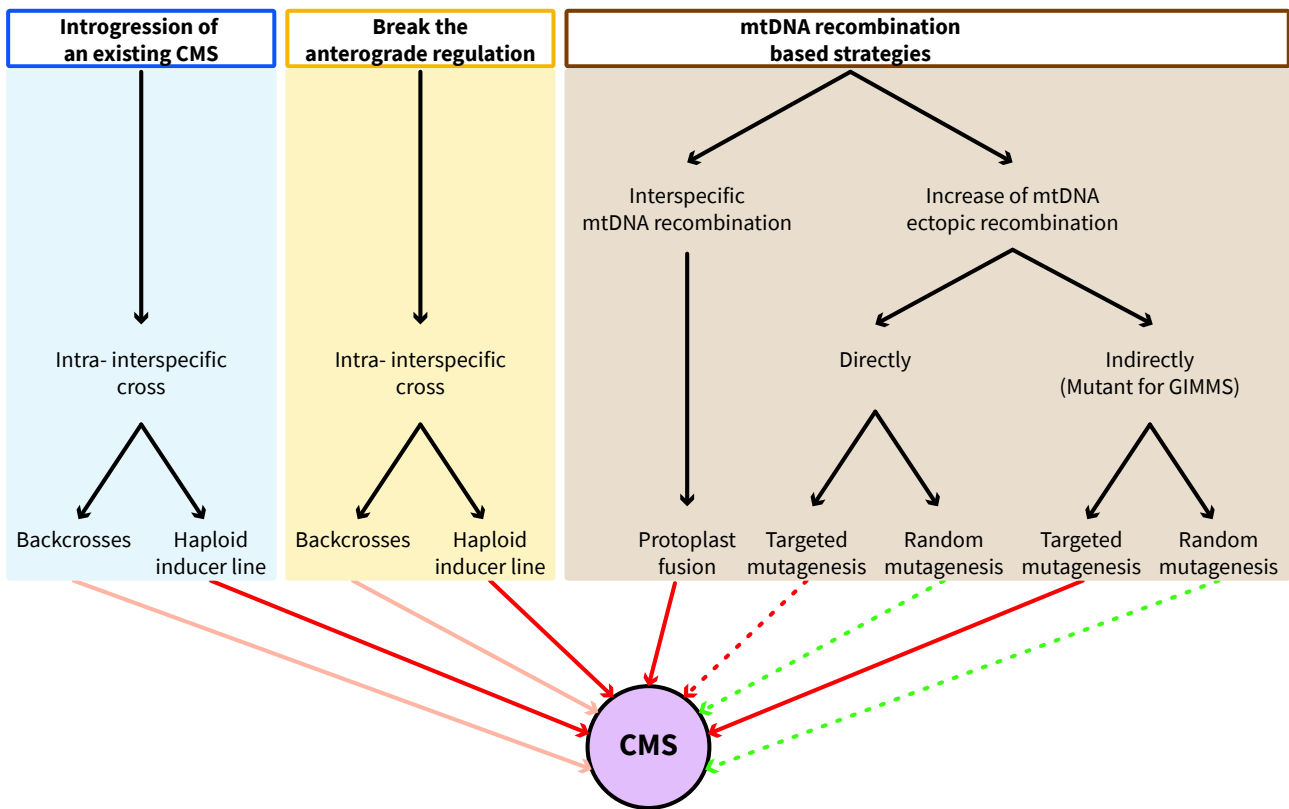 Introgression of
an existing CMS
Break the
anterograde regulation
mtDNA recombination
based strategies
Interspecific
mtDNA recombination
Increase of mtDNA
ectopic recombination
Intra- interspecific
cross
Intra- interspecific
cross
Directly
Indirectly
(Mutant for GIMMS)
Backcrosses
Haploid
inducer line
Backcrosses
Haploid
inducer line
Protoplast
fusion
Targeted
mutagenesis
Random
mutagenesis
Targeted
mutagenesis
Random
mutagenesis
CMS